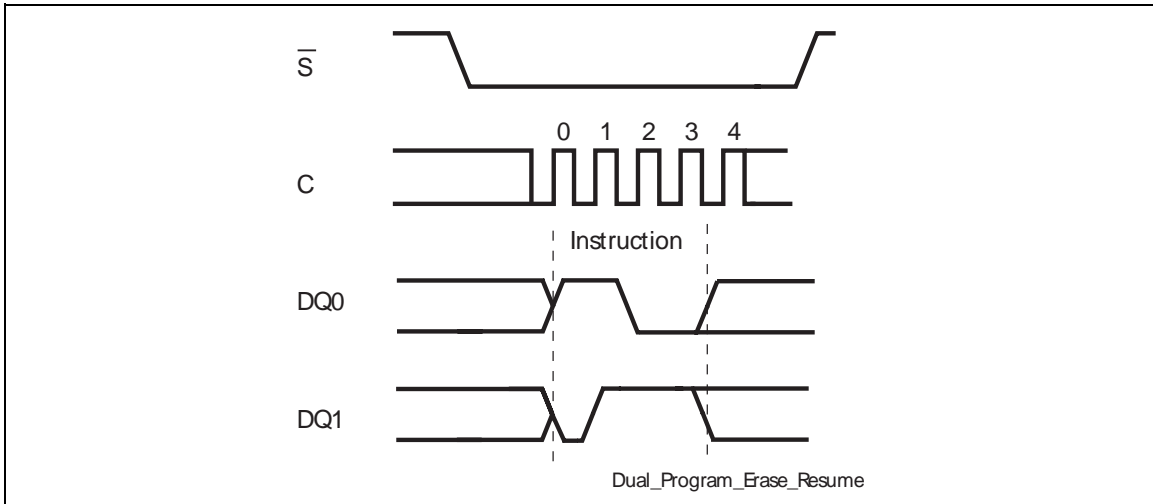 S̅
0 1 2 3 4
C
Instruction
DQ0
DQ1
Dual_Program_Erase_Resume